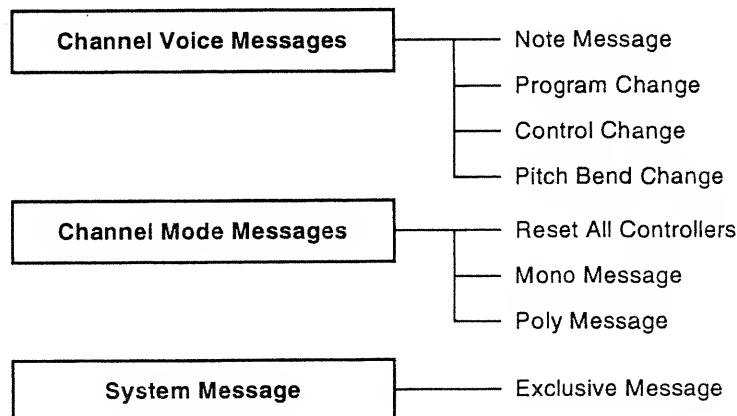 Channel Voice Messages
Note Message
Program Change
Control Change
Pitch Bend Change
Channel Mode Messages
Reset All Controllers
Mono Message
Poly Message
System Message
Exclusive Message